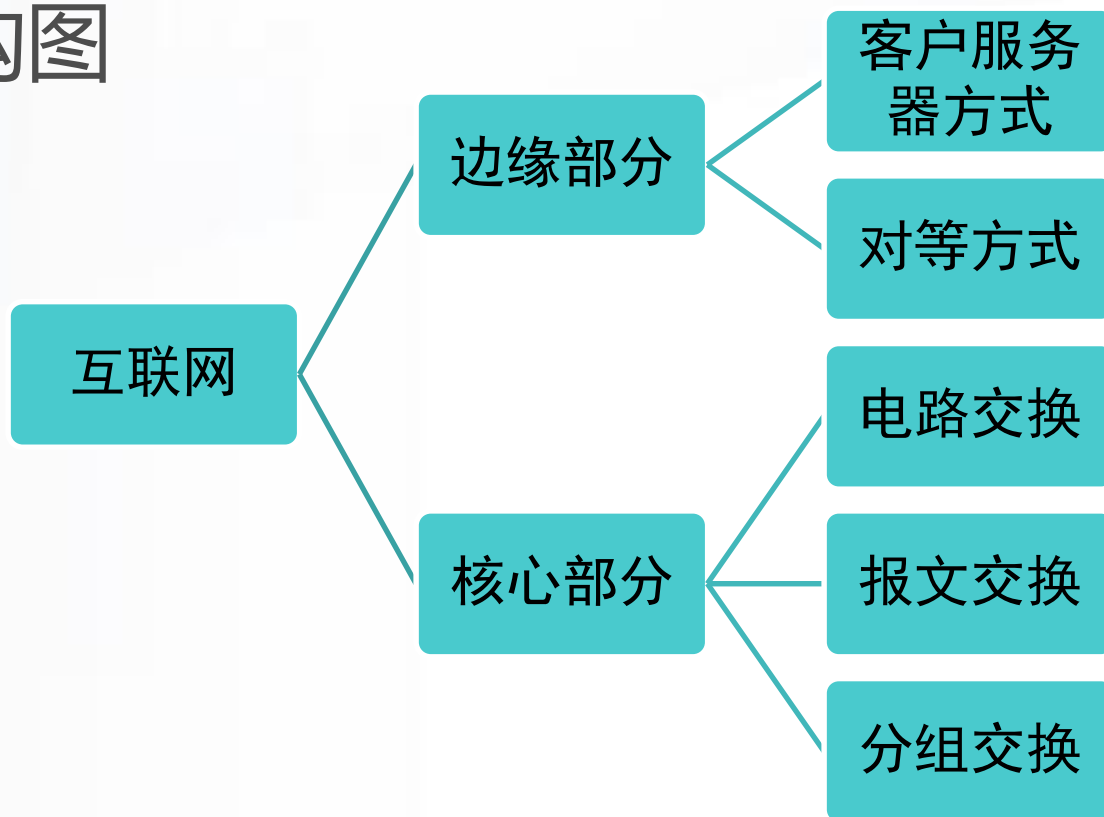 图
客户服务
器方式
边缘部分
对等方式
互联网
电路交换
核心部分
报文交换
分组交换